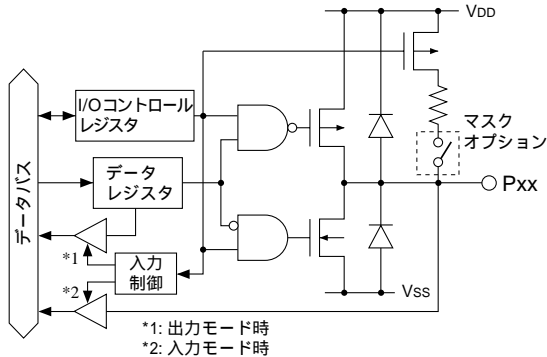 VDD
I/Oコントロール
レジスタ
マスク
オプション
データ
レジスタ
Pxx
データバス
*1
入力
制御
*2
VSS
*1: 出力モード時
*2: 入力モード時